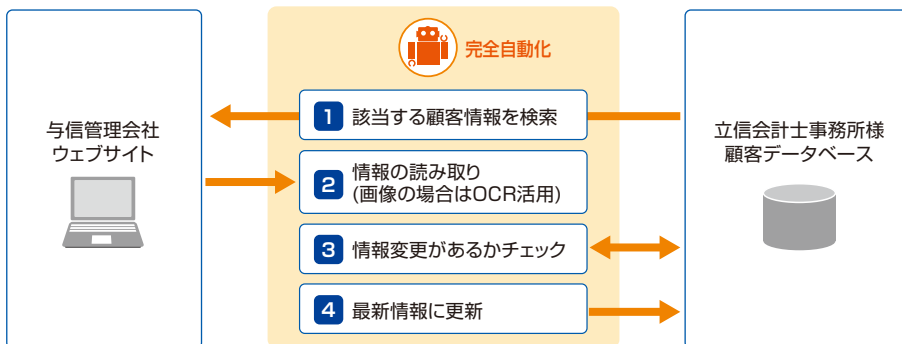 完全自動化
与信管理会社
ウェブサイト
1 該当する顧客情報を検索
2 情報の読み取り
(画像の場合はOCR活用)
3 情報変更があるかチェック
4 最新情報に更新
立信会計士事務所様
顧客データベース